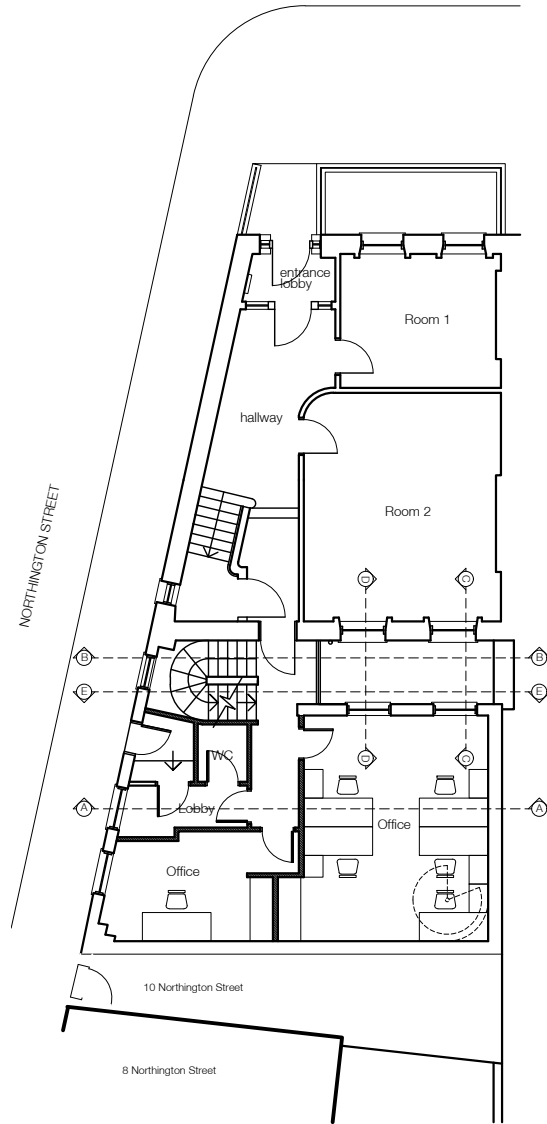 entrance
lobby
Room 1
hallway
Room 2
NORTHINGTON STREET
D
C
B
B
E
E
WC
D
C
A
Lobby
A
Office
Office
10 Northington Street
8 Northington Street